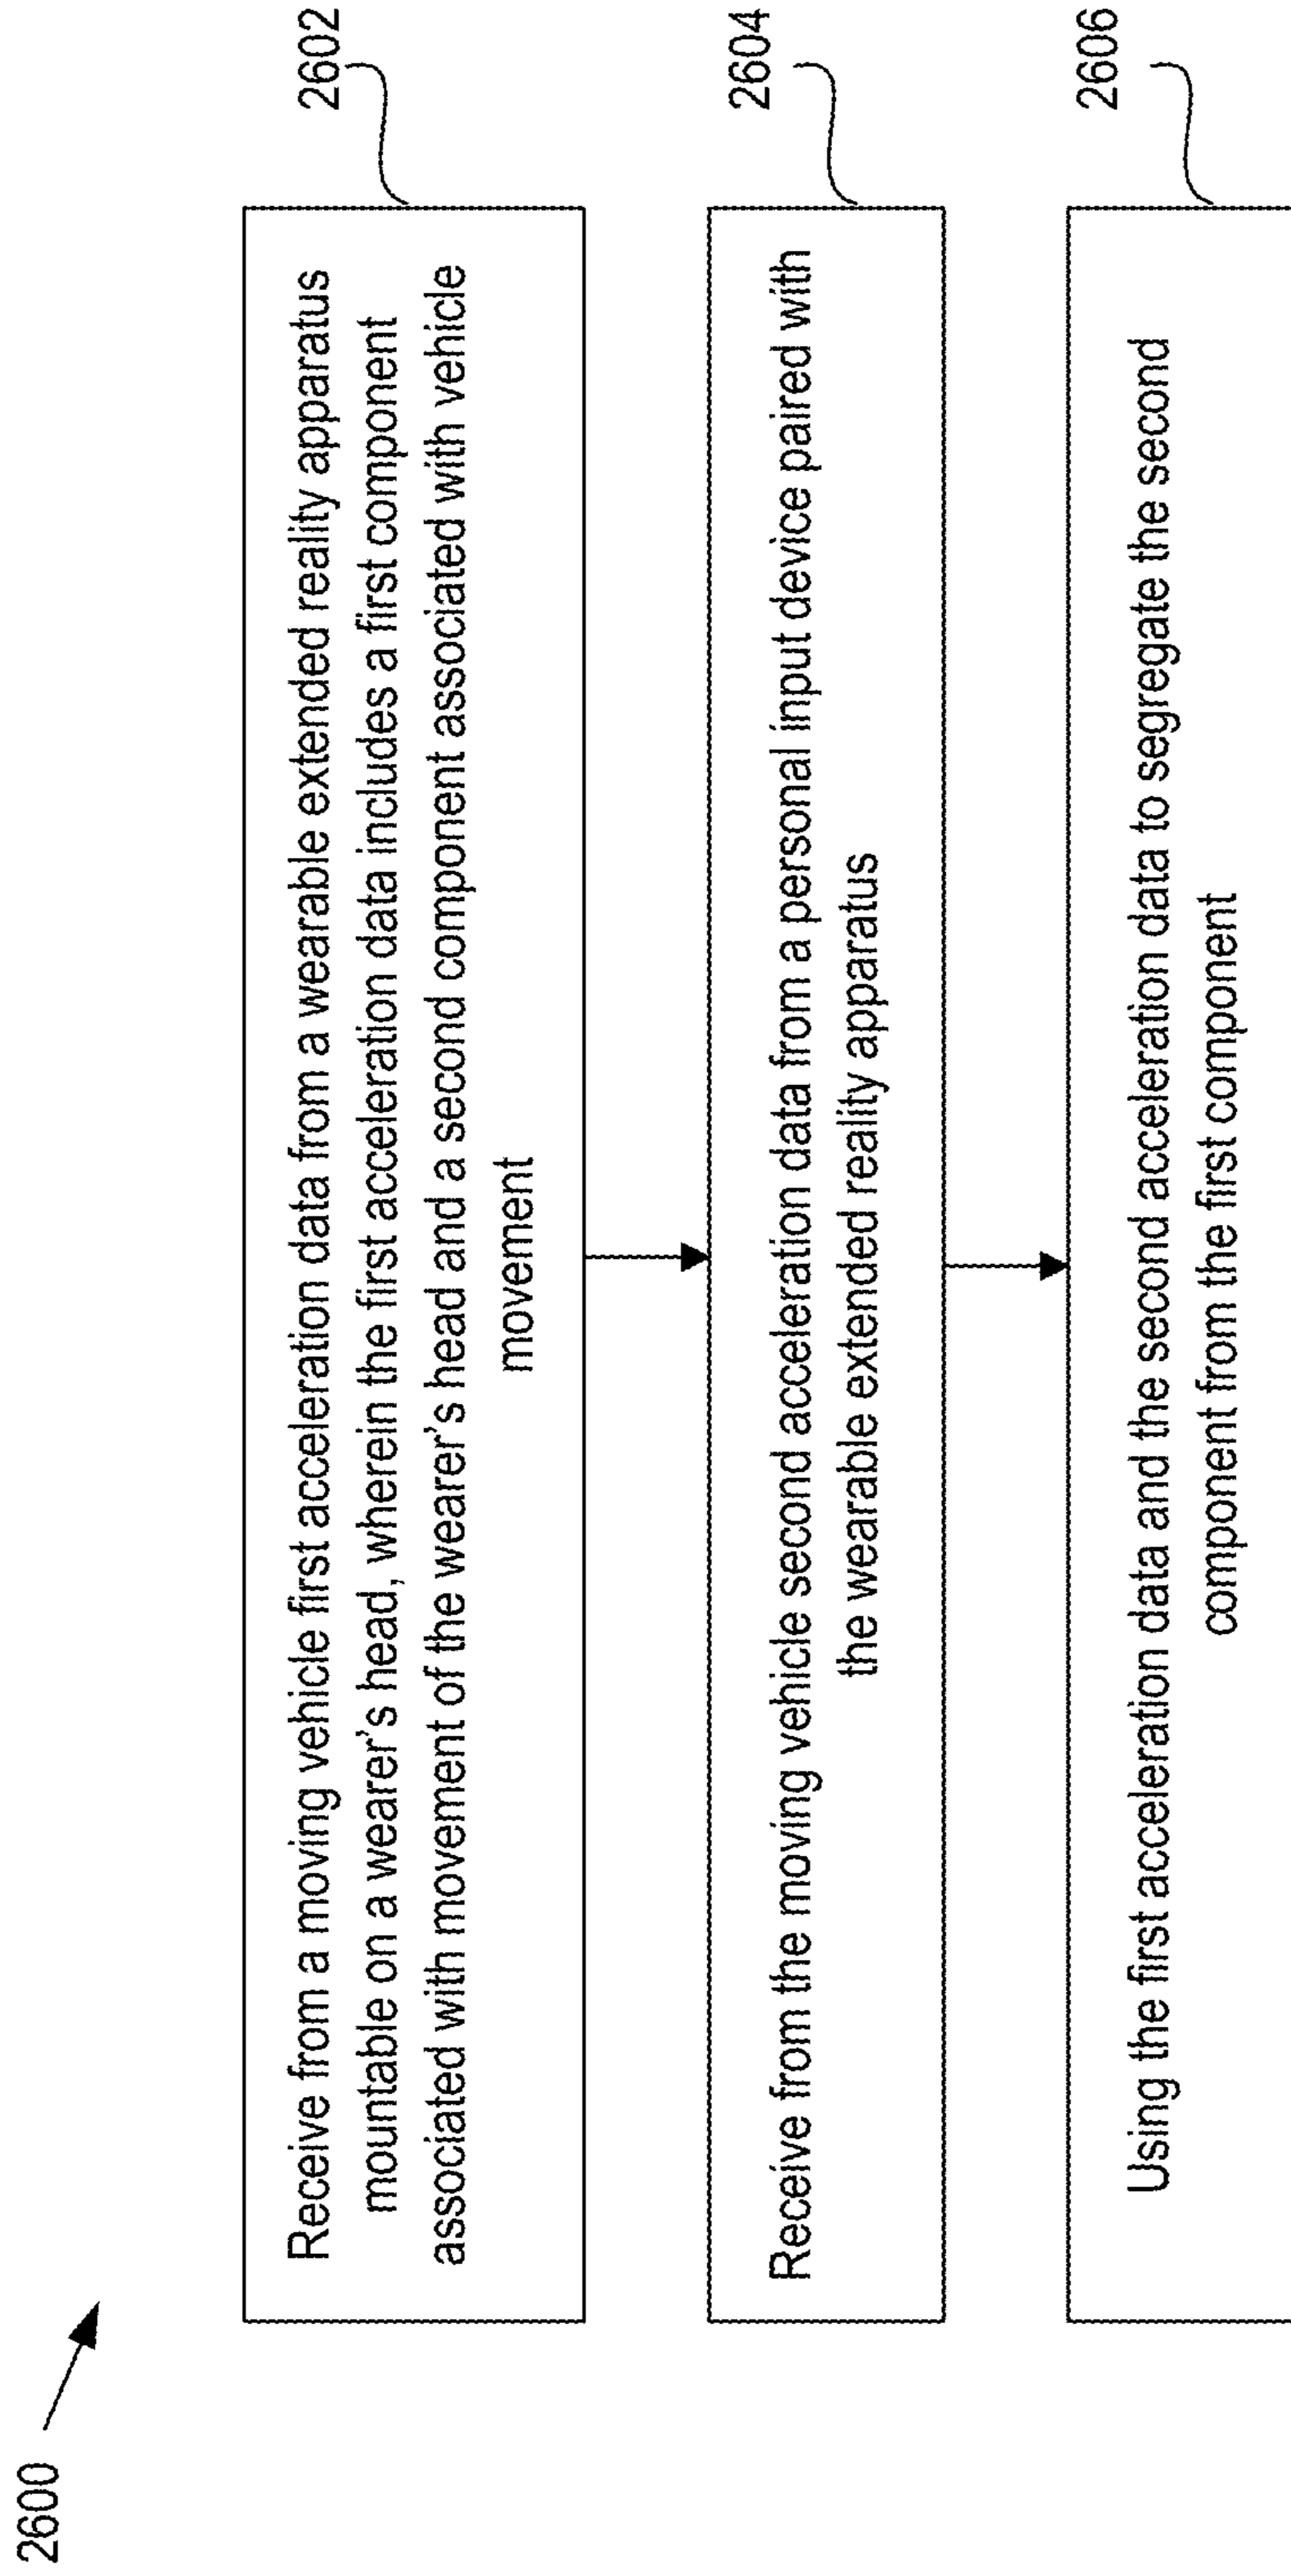 2600
Receive from a moving vehicle first acceleration data from a wearable extended reality apparatus
mountable on a wearer's head, wherein the first acceleration data includes a first component
associated with movement of the wearer's head and a second component associated with vehicle
movement
2602
Receive from the moving vehicle second acceleration data from a personal input device paired with
the wearable extended reality apparatus
2604
Using the first acceleration data and the second acceleration data to segregate the second
component from the first component
2606